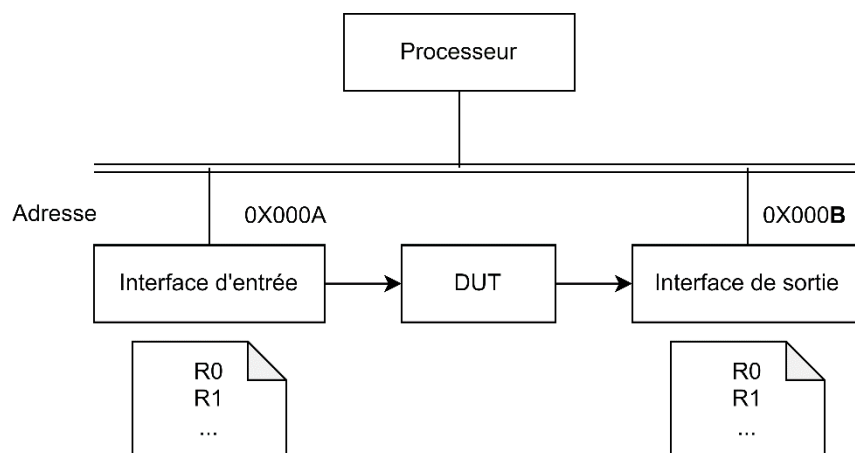 Processeur
Adresse
0X000A
0X000B
Interface d'entrée
DUT
Interface de sortie
R0
R1
...
R0
R1
...